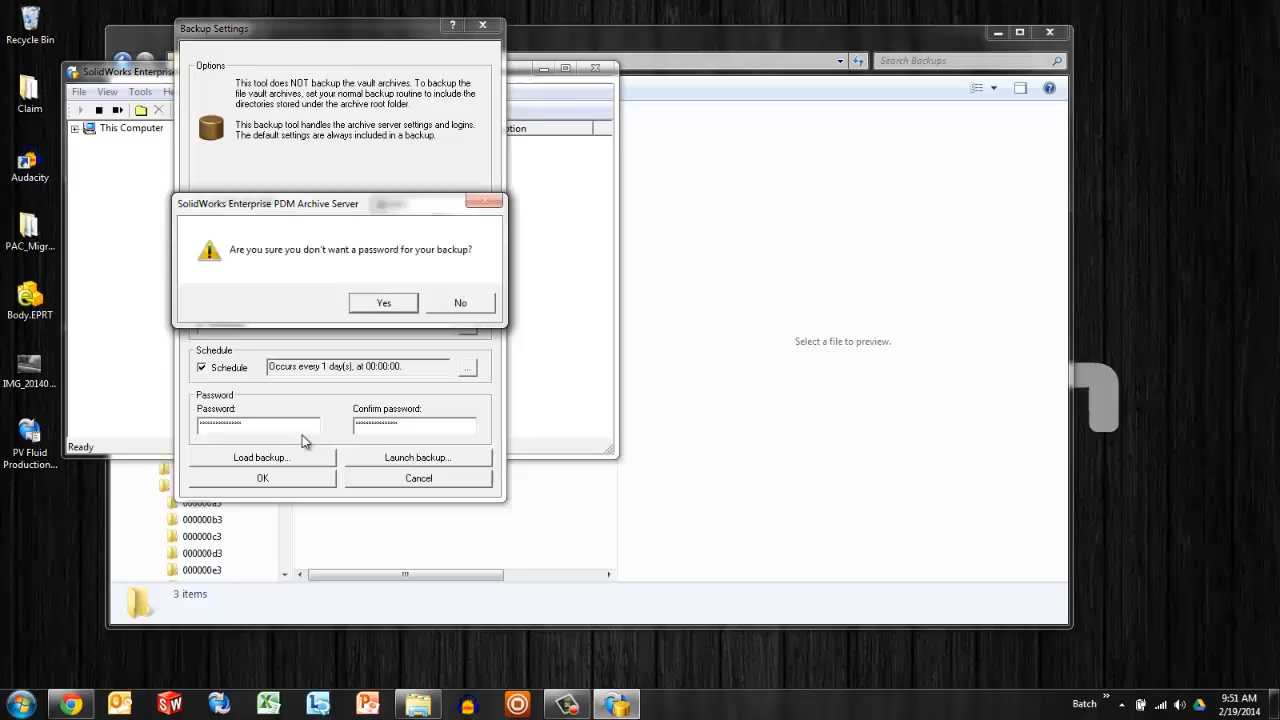 Recycle Bin
Claim
Audacity
PAC_Migr...
Body.EPRT
IMG_20140...
PV Fluid
Production...
Backup Settings
?
Options
This tool does NOT backup the vault archives. To backup the
file vault archives, set your normal backup routine to include the
directories stored under the archive root folder.
This backup tool handles the archive server settings and logins.
The default settings are always included in a backup.
SolidWorks Enterprise
File View Tools He
This Computer
ption
Ready
Search Backups
SolidWorks Enterprise PDM Archive Server
Are you sure you don't want a password for your backup?
Yes No
Schedule
Schedule Occurs every 1 day(s), at 00:00:00. ...
Password
Password: Confirm password:
************* *************
Load backup... Launch backup...
OK Cancel
000000a3
000000b3
000000c3
000000d3
000000e3
Select a file to preview.
3 items
Batch
9:51 AM
2/19/2014